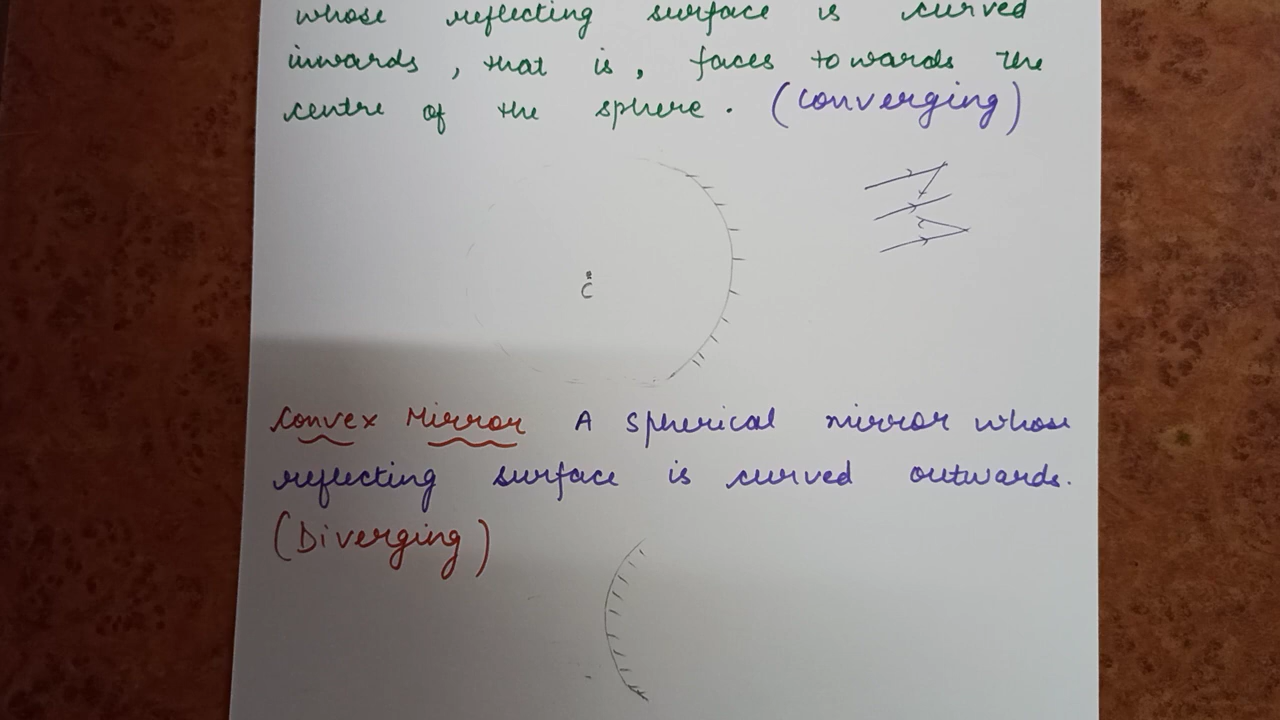 whose reflecting surface is curved
inwards, that is, faces towards the
centre of the sphere. (converging)
C
Convex Mirror A Spherical mirror whose
reflecting surface is curved outwards.
(Diverging)